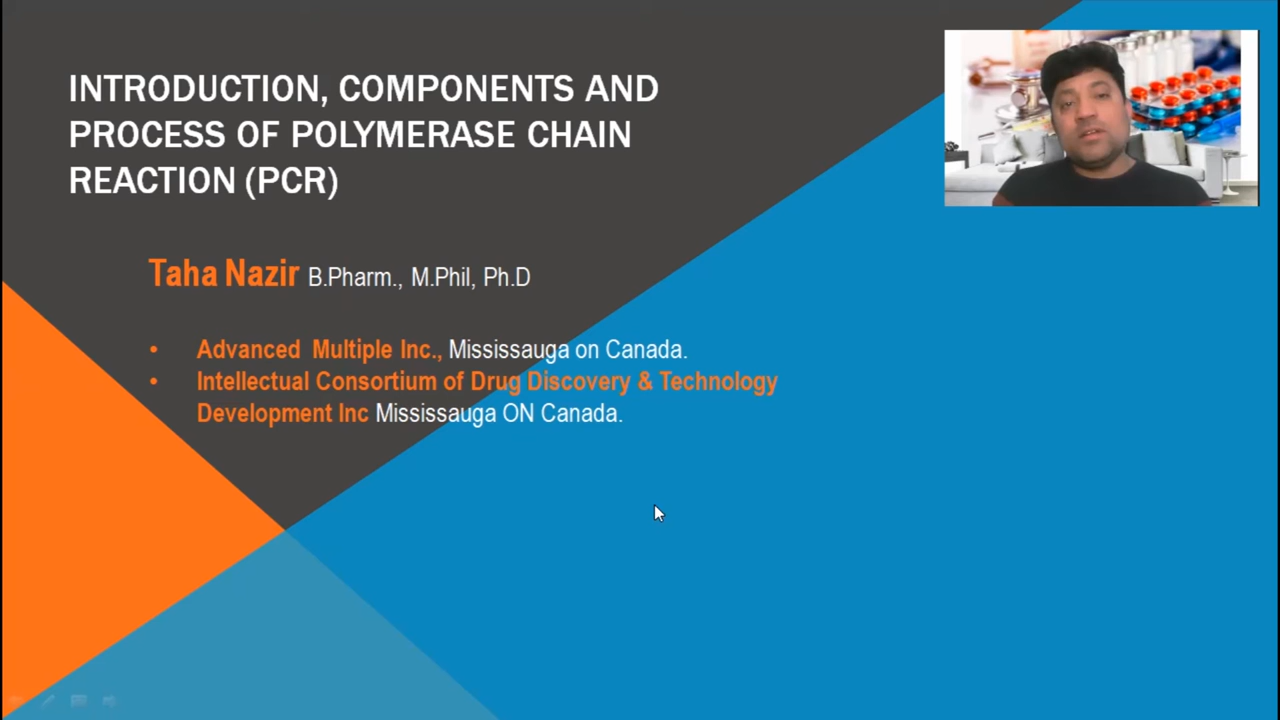 INTRODUCTION, COMPONENTS AND
PROCESS OF POLYMERASE CHAIN
REACTION (PCR)
Taha Nazir B.Pharm., M.Phil, Ph.D
• Advanced Multiple Inc., Mississauga on Canada.
• Intellectual Consortium of Drug Discovery & Technology
Development Inc Mississauga ON Canada.